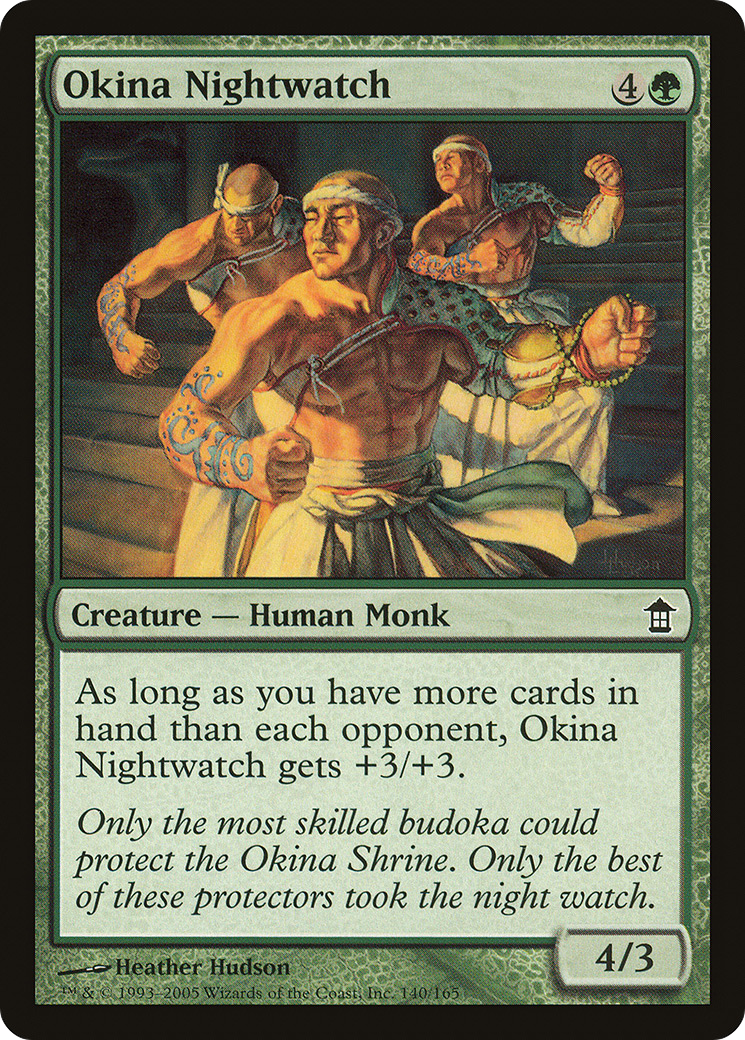 Okina Nightwatch 4
Creature — Human Monk
As long as you have more cards in
hand than each opponent, Okina
Nightwatch gets +3/+3.
Only the most skilled budoka could
protect the Okina Shrine. Only the best
of these protectors took the night watch.
4/3
Heather Hudson
™ & © 1993–2005 Wizards of the Coast, Inc. 140/165